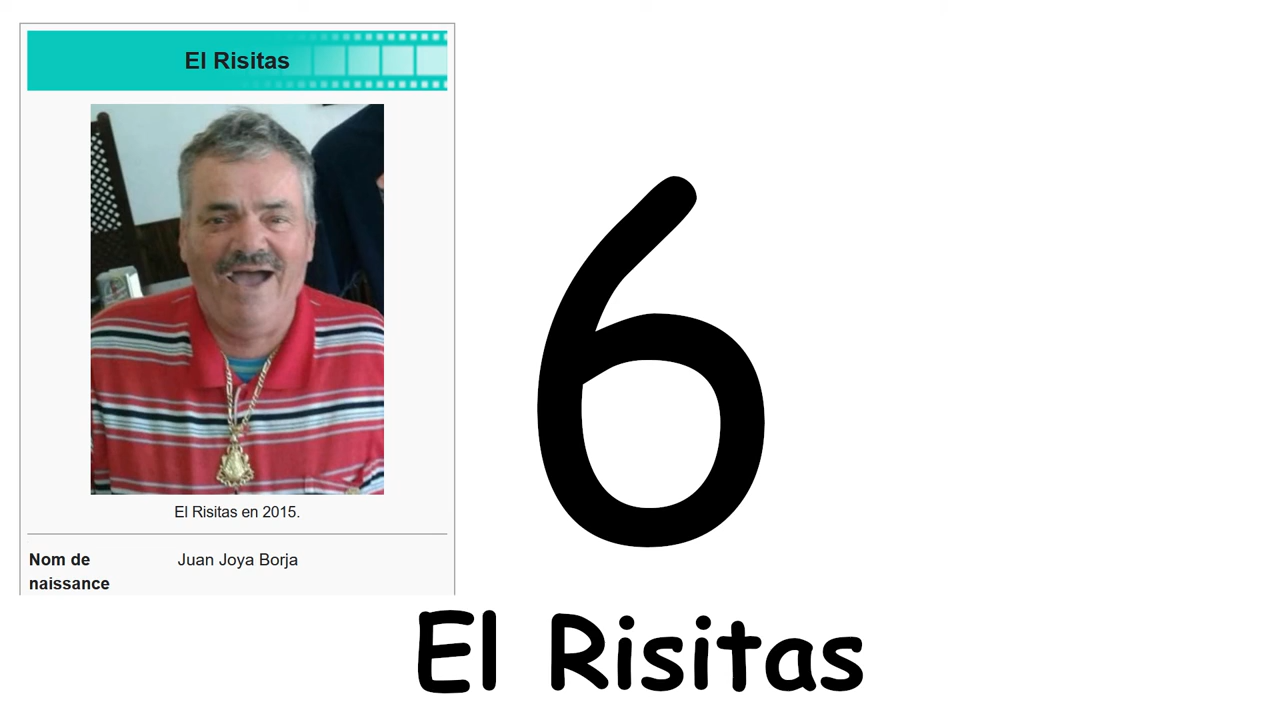 El Risitas
El Risitas en 2015.
Nom de naissance
Juan Joya Borja
6
El Risitas